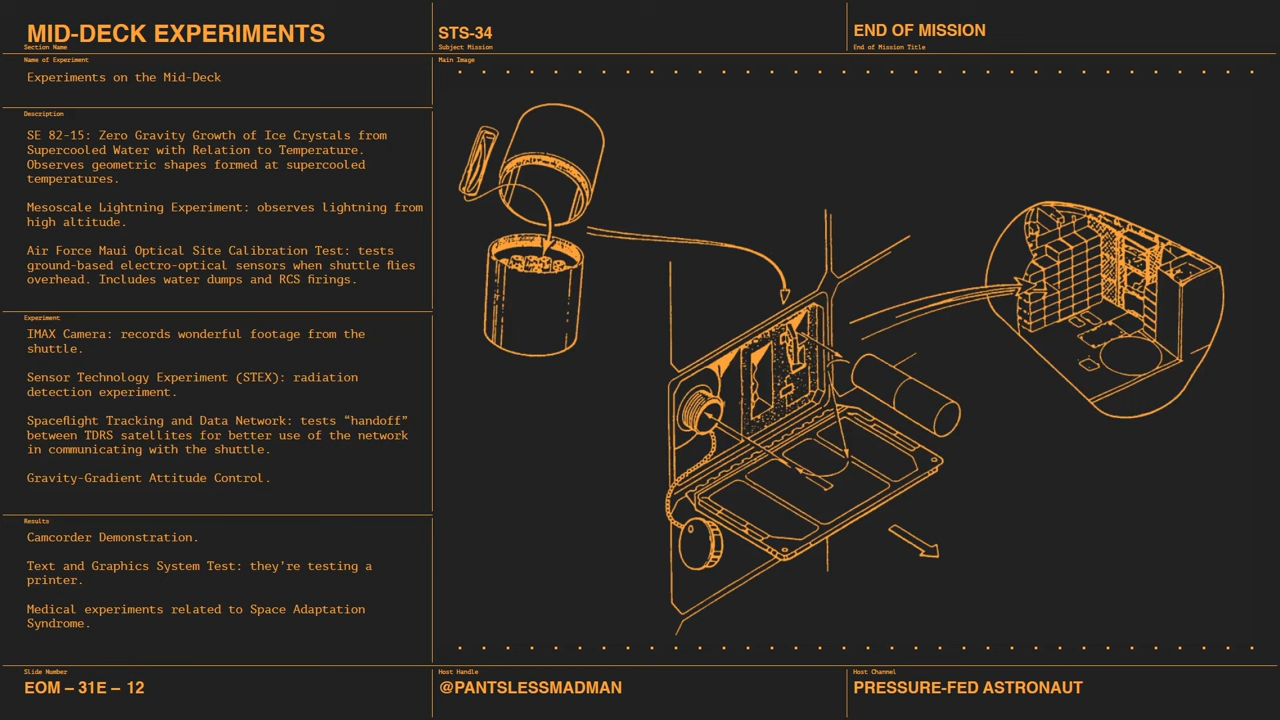 MID-DECK EXPERIMENTS
Section Name
STS-34
Subject Mission
END OF MISSION
End of Mission Title
Name of Experiment
Experiments on the Mid-Deck
Main Image
Description
SE 82-15: Zero Gravity Growth of Ice Crystals from
Supercooled Water with Relation to Temperature.
Observes geometric shapes formed at supercooled
temperatures.
Mesoscale Lightning Experiment: observes lightning from
high altitude.
Air Force Maui Optical Site Calibration Test: tests
ground-based electro-optical sensors when shuttle flies
overhead. Includes water dumps and RCS firings.
Experiment
IMAX Camera: records wonderful footage from the
shuttle.
Sensor Technology Experiment (STEX): radiation
detection experiment.
Spaceflight Tracking and Data Network: tests “handoff”
between TDRS satellites for better use of the network
in communicating with the shuttle.
Gravity-Gradient Attitude Control.
Results
Camcorder Demonstration.
Text and Graphics System Test: they’re testing a
printer.
Medical experiments related to Space Adaptation
Syndrome.
Slide Number
EOM – 31E – 12
Host Handle
@PANTSLESSMADMAN
Host Channel
PRESSURE-FED ASTRONAUT